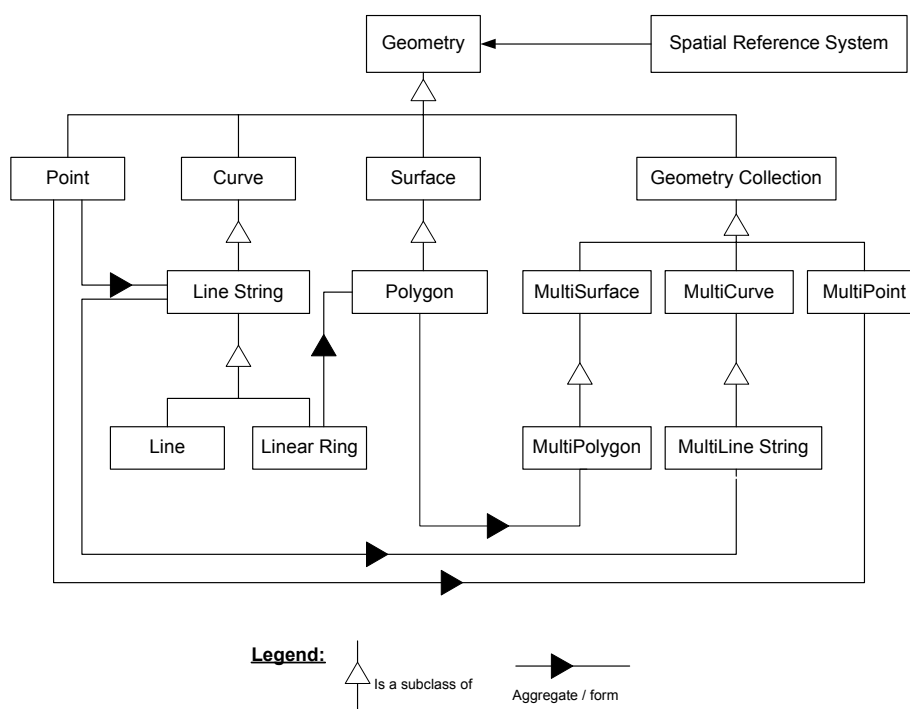 Geometry
Spatial Reference System
Point
Curve
Surface
Geometry Collection
Line String
Polygon
MultiSurface
MultiCurve
MultiPoint
Line
Linear Ring
MultiPolygon
MultiLine String
Legend:
Is a subclass of
Aggregate / form